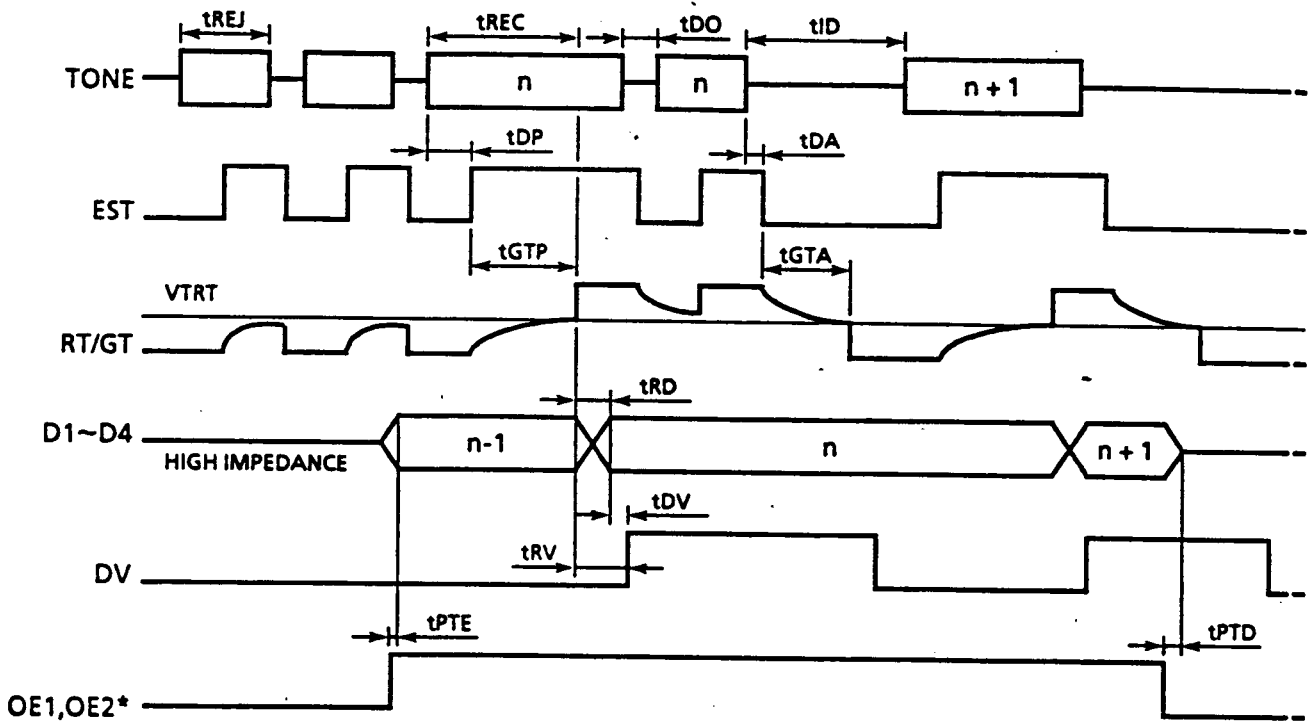 tREJ
tREC
tDO
tID
TONE
n
n
n + 1
tDP
tDA
EST
tGTP
tGTA
VTRT
RT/GT
tRD
D1~D4
n-1
n
n + 1
HIGH IMPEDANCE
tDV
tRV
DV
tPTE
tPTD
OE1,OE2*